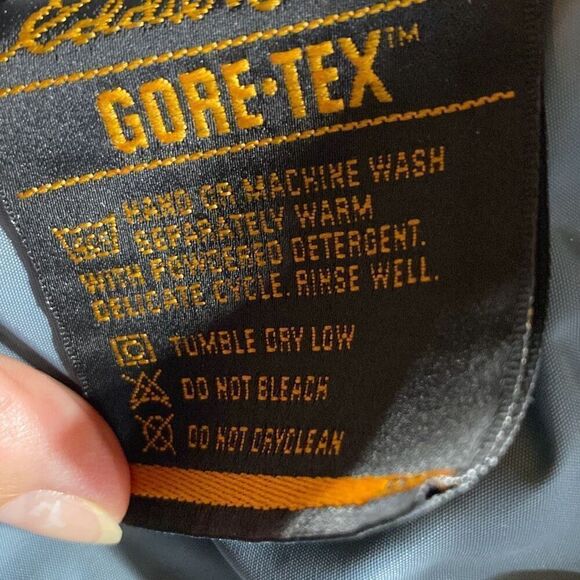 GORE-TEX™
HAND OR MACHINE WASH
SEPARATELY WARM
WITH POWDERED DETERGENT.
DELICATE CYCLE. RINSE WELL.
TUMBLE DRY LOW
DO NOT BLEACH
DO NOT DRYCLEAN